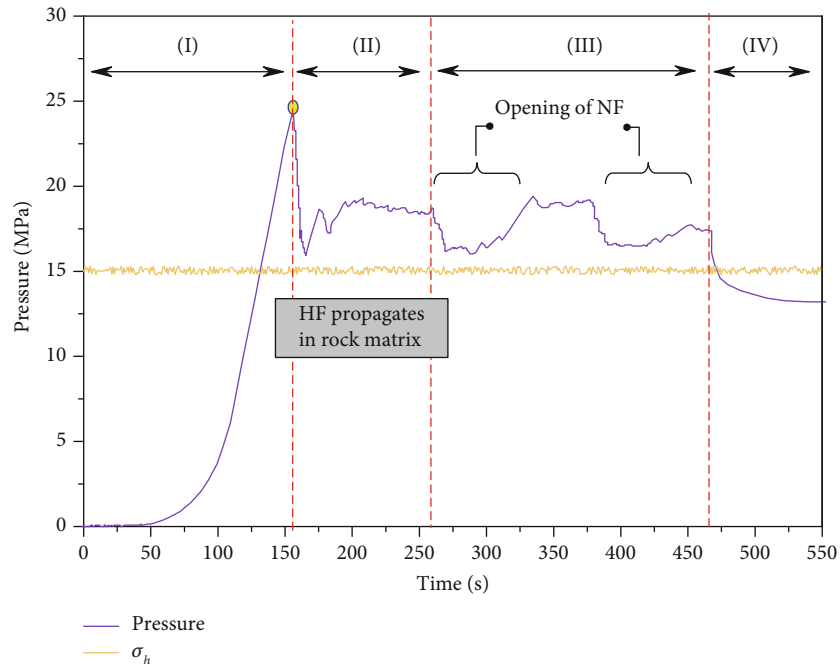 30
25
20
15
10
5
0
Pressure (MPa)
(I)
(II)
(III)
(IV)
Opening of NF
HF propagates
in rock matrix
0
50
100
150
200
250
300
350
400
450
500
550
Time (s)
Pressure
σh